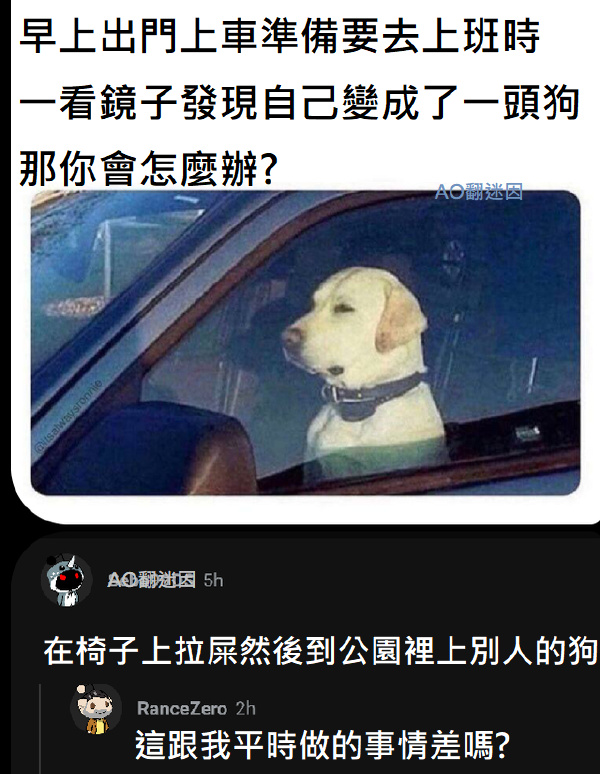 早上出門上車準備要去上班時
一看鏡子發現自己變成了一頭狗
那你會怎麼辦?
AO翻迷因
AO翻迷因 5h
在椅子上拉屎然後到公園裡上別人的狗
RanceZero 2h
這跟我平時做的事情差嗎?